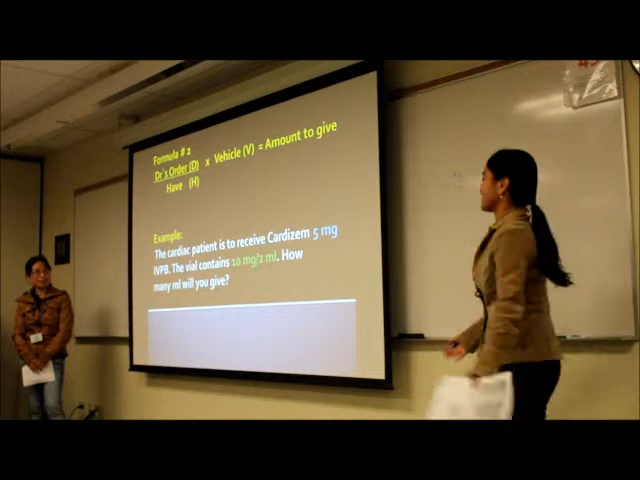 Formula # 2
Dr's Order (D) x Vehicle (V) = Amount to give
Have (H)
Example:
The cardiac patient is to receive Cardizem 5 mg
IVPB. The vial contains 10 mg/2 ml. How
many ml will you give?